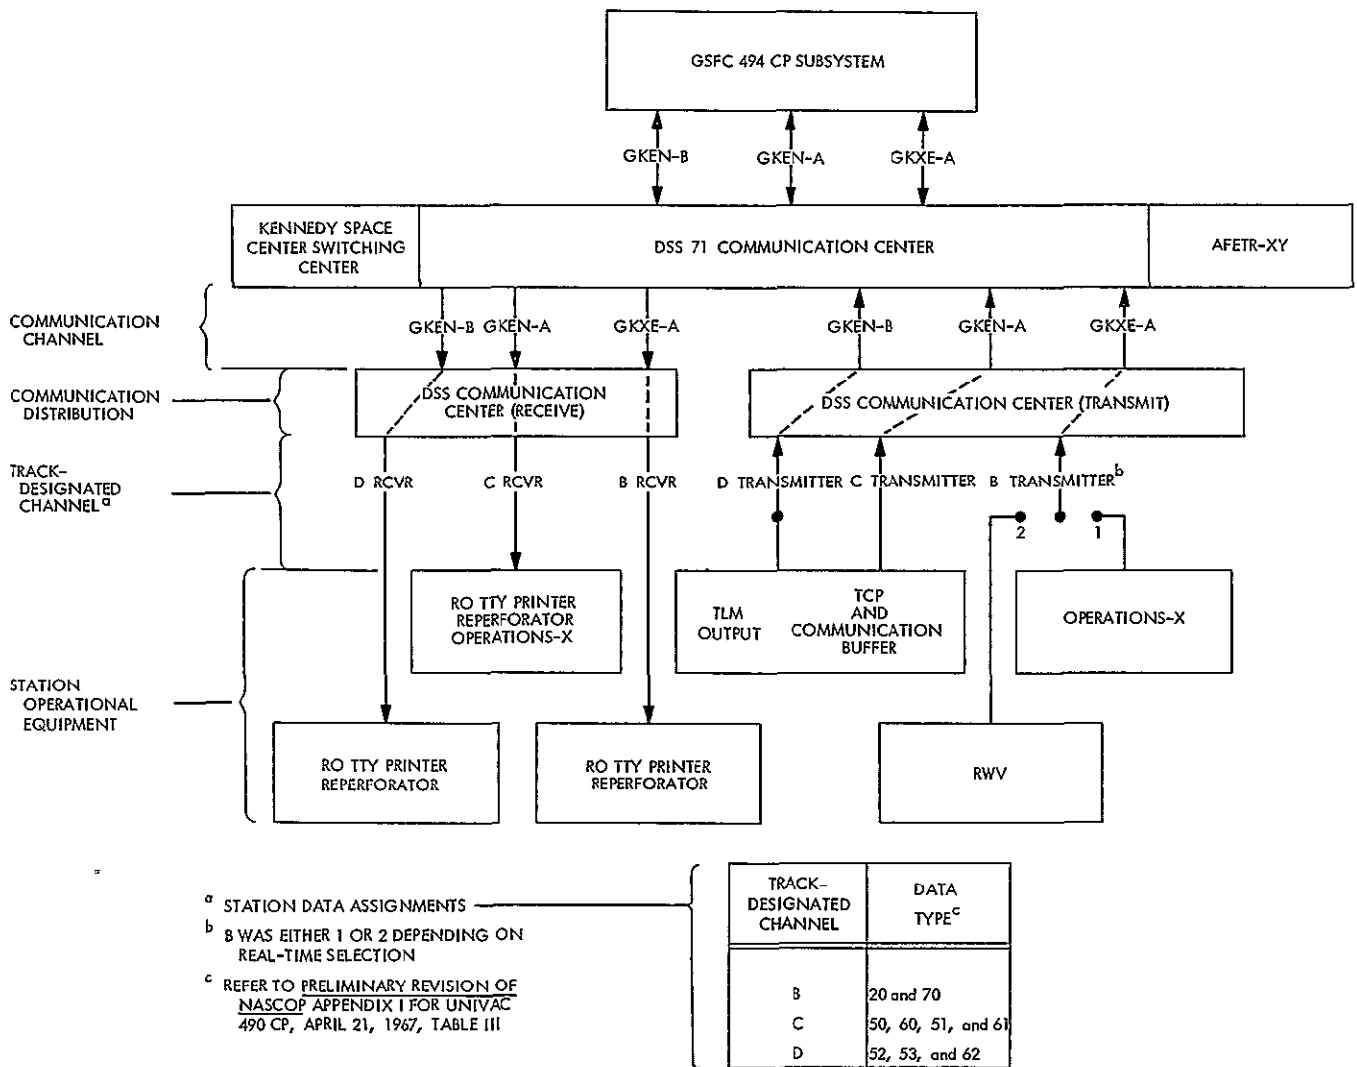 GSFC 494 CP SUBSYSTEM
GKEN-B
GKEN-A
GKXE-A
KENNEDY SPACE
CENTER SWITCHING
CENTER
DSS 71 COMMUNICATION CENTER
AFETR-XY
COMMUNICATION
CHANNEL
GKEN-B
GKEN-A
GKXE-A
GKEN-B
GKEN-A
GKXE-A
COMMUNICATION
DISTRIBUTION
DSS COMMUNICATION
CENTER (RECEIVE)
DSS COMMUNICATION CENTER (TRANSMIT)
TRACK-
DESIGNATED
CHANNEL a
D RCVR
C RCVR
B RCVR
D TRANSMITTER
C TRANSMITTER
B TRANSMITTER b
2
1
RO TTY PRINTER
REPERFORATOR
OPERATIONS-X
TLM
OUTPUT
TCP
AND
COMMUNICATION
BUFFER
OPERATIONS-X
STATION
OPERATIONAL
EQUIPMENT
RO TTY PRINTER
REPERFORATOR
RO TTY PRINTER
REPERFORATOR
RWV
a STATION DATA ASSIGNMENTS
b B WAS EITHER 1 OR 2 DEPENDING ON
REAL-TIME SELECTION
c REFER TO PRELIMINARY REVISION OF
NASCOP APPENDIX I FOR UNIVAC
490 CP, APRIL 21, 1967, TABLE III
TRACK-
DESIGNATED
CHANNEL
DATA
TYPE c
B 20 and 70
C 50, 60, 51, and 61
D 52, 53, and 62